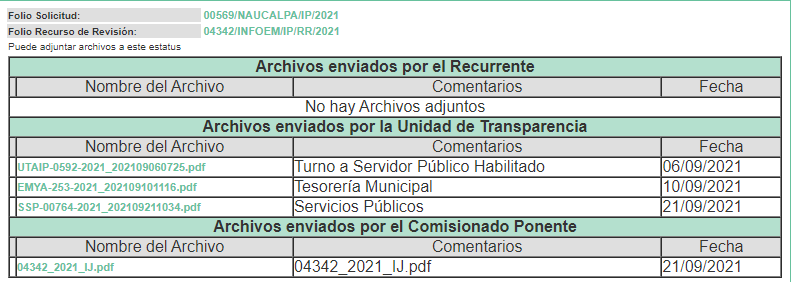 Folio Solicitud: 00569/NAUCALPA/IP/2021
Folio Recurso de Revisión: 04342/INFOEM/IP/RR/2021
Puede adjuntar archivos a este estatus
Archivos enviados por el Recurrente
Nombre del Archivo Comentarios Fecha
No hay Archivos adjuntos
Archivos enviados por la Unidad de Transparencia
Nombre del Archivo Comentarios Fecha
UTAIP-0592-2021_202109060725.pdf Turno a Servidor Público Habilitado 06/09/2021
EMYA-253-2021_202109101116.pdf Tesorería Municipal 10/09/2021
SSP-00764-2021_202109211034.pdf Servicios Públicos 21/09/2021
Archivos enviados por el Comisionado Ponente
Nombre del Archivo Comentarios Fecha
04342_2021_IJ.pdf 04342_2021_IJ.pdf 21/09/2021